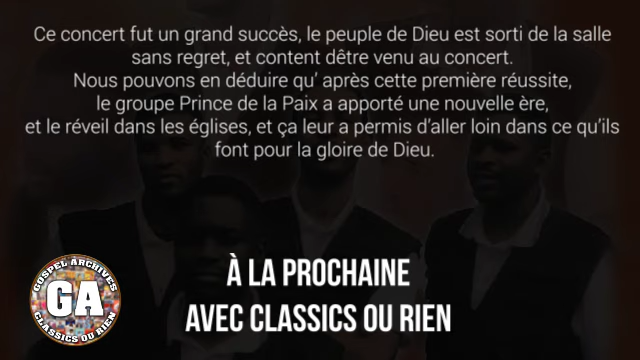 Ce concert fut un grand succès, le peuple de Dieu est sorti de la salle
sans regret, et content dêtre venu au concert.
Nous pouvons en déduire qu' après cette première réussite,
le groupe Prince de la Paix a apporté une nouvelle ère,
et le réveil dans les églises, et ça leur a permis d'aller loin dans ce qu'ils
font pour la gloire de Dieu.
GOSPEL ARCHIVES
GA
CLASSICS OU RIEN
À LA PROCHAINE
AVEC CLASSICS OU RIEN